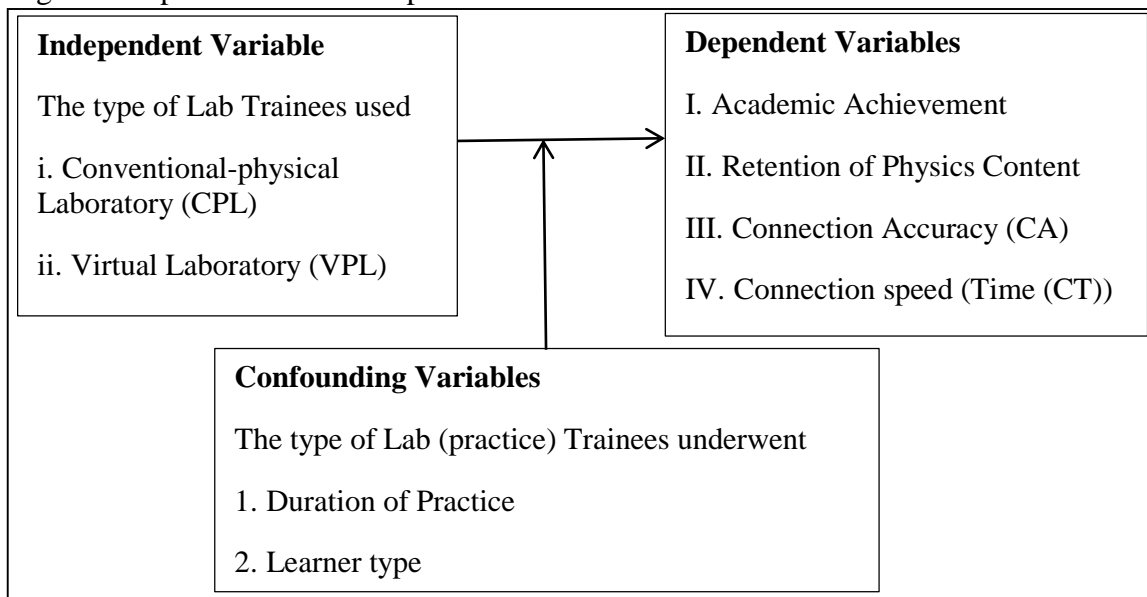 Independent Variable
The type of Lab Trainees used
i. Conventional-physical
Laboratory (CPL)
ii. Virtual Laboratory (VPL)
Dependent Variables
I. Academic Achievement
II. Retention of Physics Content
III. Connection Accuracy (CA)
IV. Connection speed (Time (CT))
Confounding Variables
The type of Lab (practice) Trainees underwent
1. Duration of Practice
2. Learner type